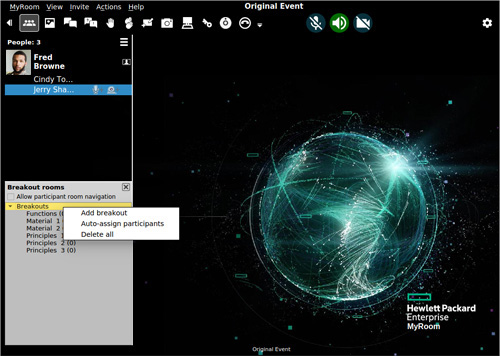 MyRoom View Invite Actions Help
Original Event
People: 3
Fred
Browne
Cindy To...
Jerry Sha...
Breakout rooms
Allow participant room navigation
Breakouts
Functions (
Add breakout
Material 1
Auto-assign participants
Material 2
Principles
Delete all
Principles 2 (0)
Principles 3 (0)
Hewlett Packard
Enterprise
MyRoom
Original Event